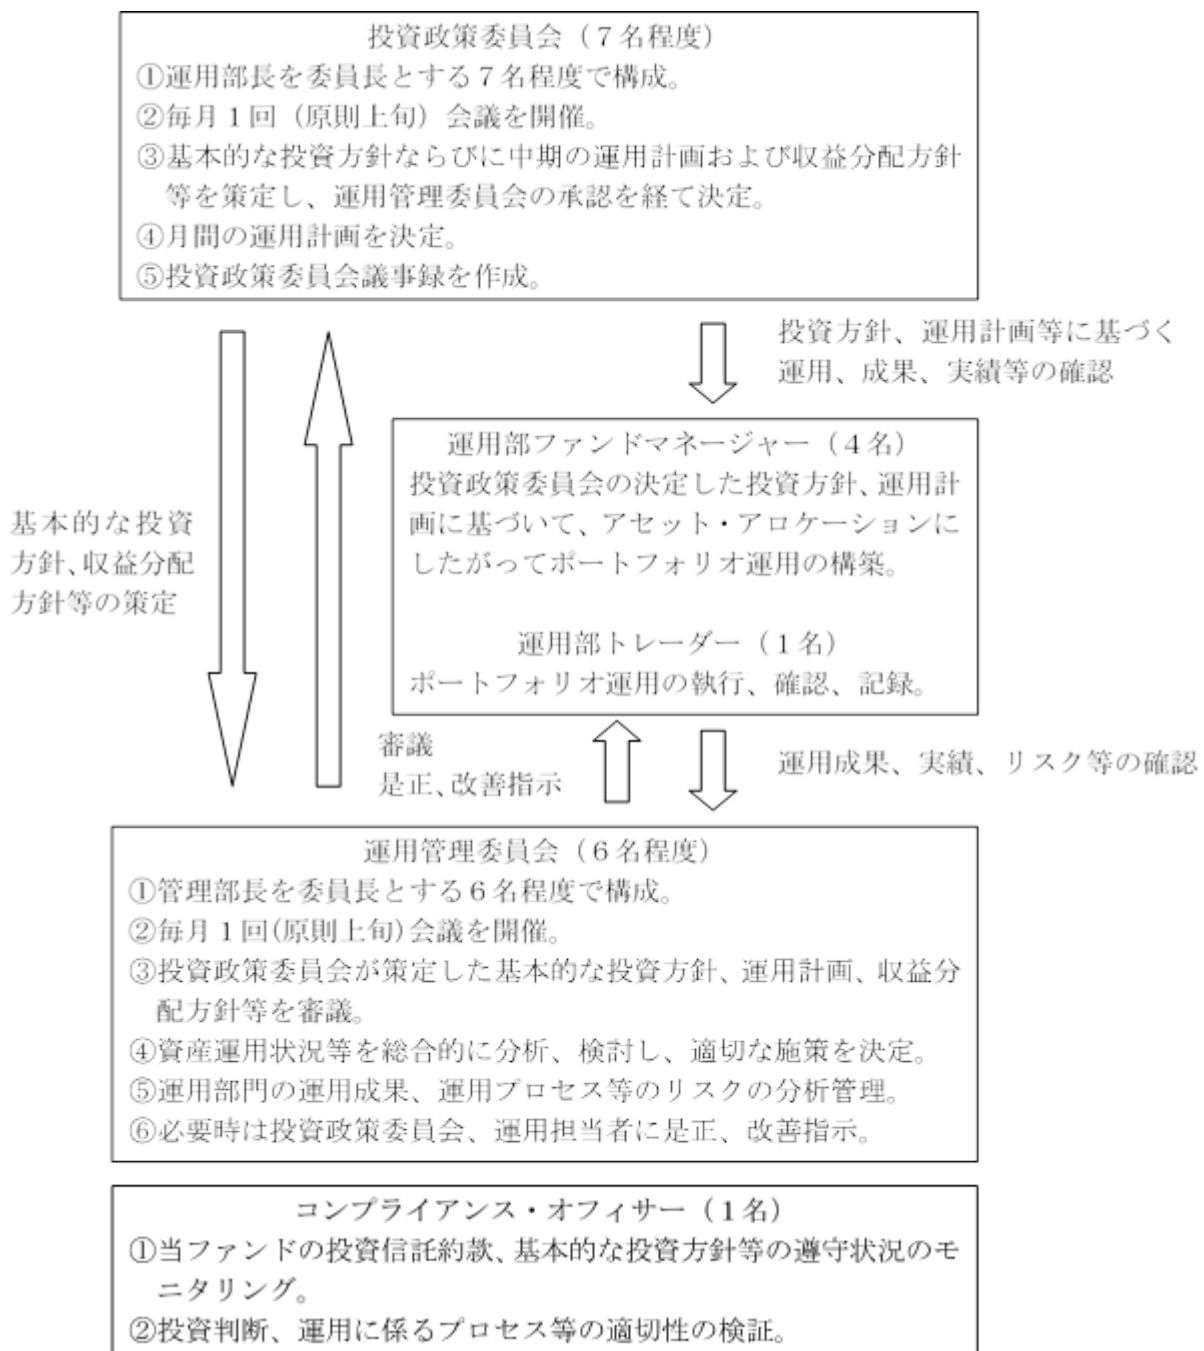 投資政策委員会（７名程度）
①運用部長を委員長とする７名程度で構成。
②毎月１回（原則上旬）会議を開催。
③基本的な投資方針ならびに中期の運用計画および収益分配方針
等を策定し、運用管理委員会の承認を経て決定。
④月間の運用計画を決定。
⑤投資政策委員会議事録を作成。
投資方針、運用計画等に基づく
運用、成果、実績等の確認
運用部ファンドマネージャー（４名）
投資政策委員会の決定した投資方針、運用計
画に基づいて、アセット・アロケーションに
したがってポートフォリオ運用の構築。
運用部トレーダー（１名）
ポートフォリオ運用の執行、確認、記録。
基本的な投資
方針、収益分配
方針等の策定
審議
是正、改善指示
運用成果、実績、リスク等の確認
運用管理委員会（６名程度）
①管理部長を委員長とする６名程度で構成。
②毎月１回(原則上旬)会議を開催。
③投資政策委員会が策定した基本的な投資方針、運用計画、収益分
配方針等を審議。
④資産運用状況等を総合的に分析、検討し、適切な施策を決定。
⑤運用部門の運用成果、運用プロセス等のリスクの分析管理。
⑥必要時は投資政策委員会、運用担当者に是正、改善指示。
コンプライアンス・オフィサー（１名）
①当ファンドの投資信託約款、基本的な投資方針等の遵守状況のモ
ニタリング。
②投資判断、運用に係るプロセス等の適切性の検証。